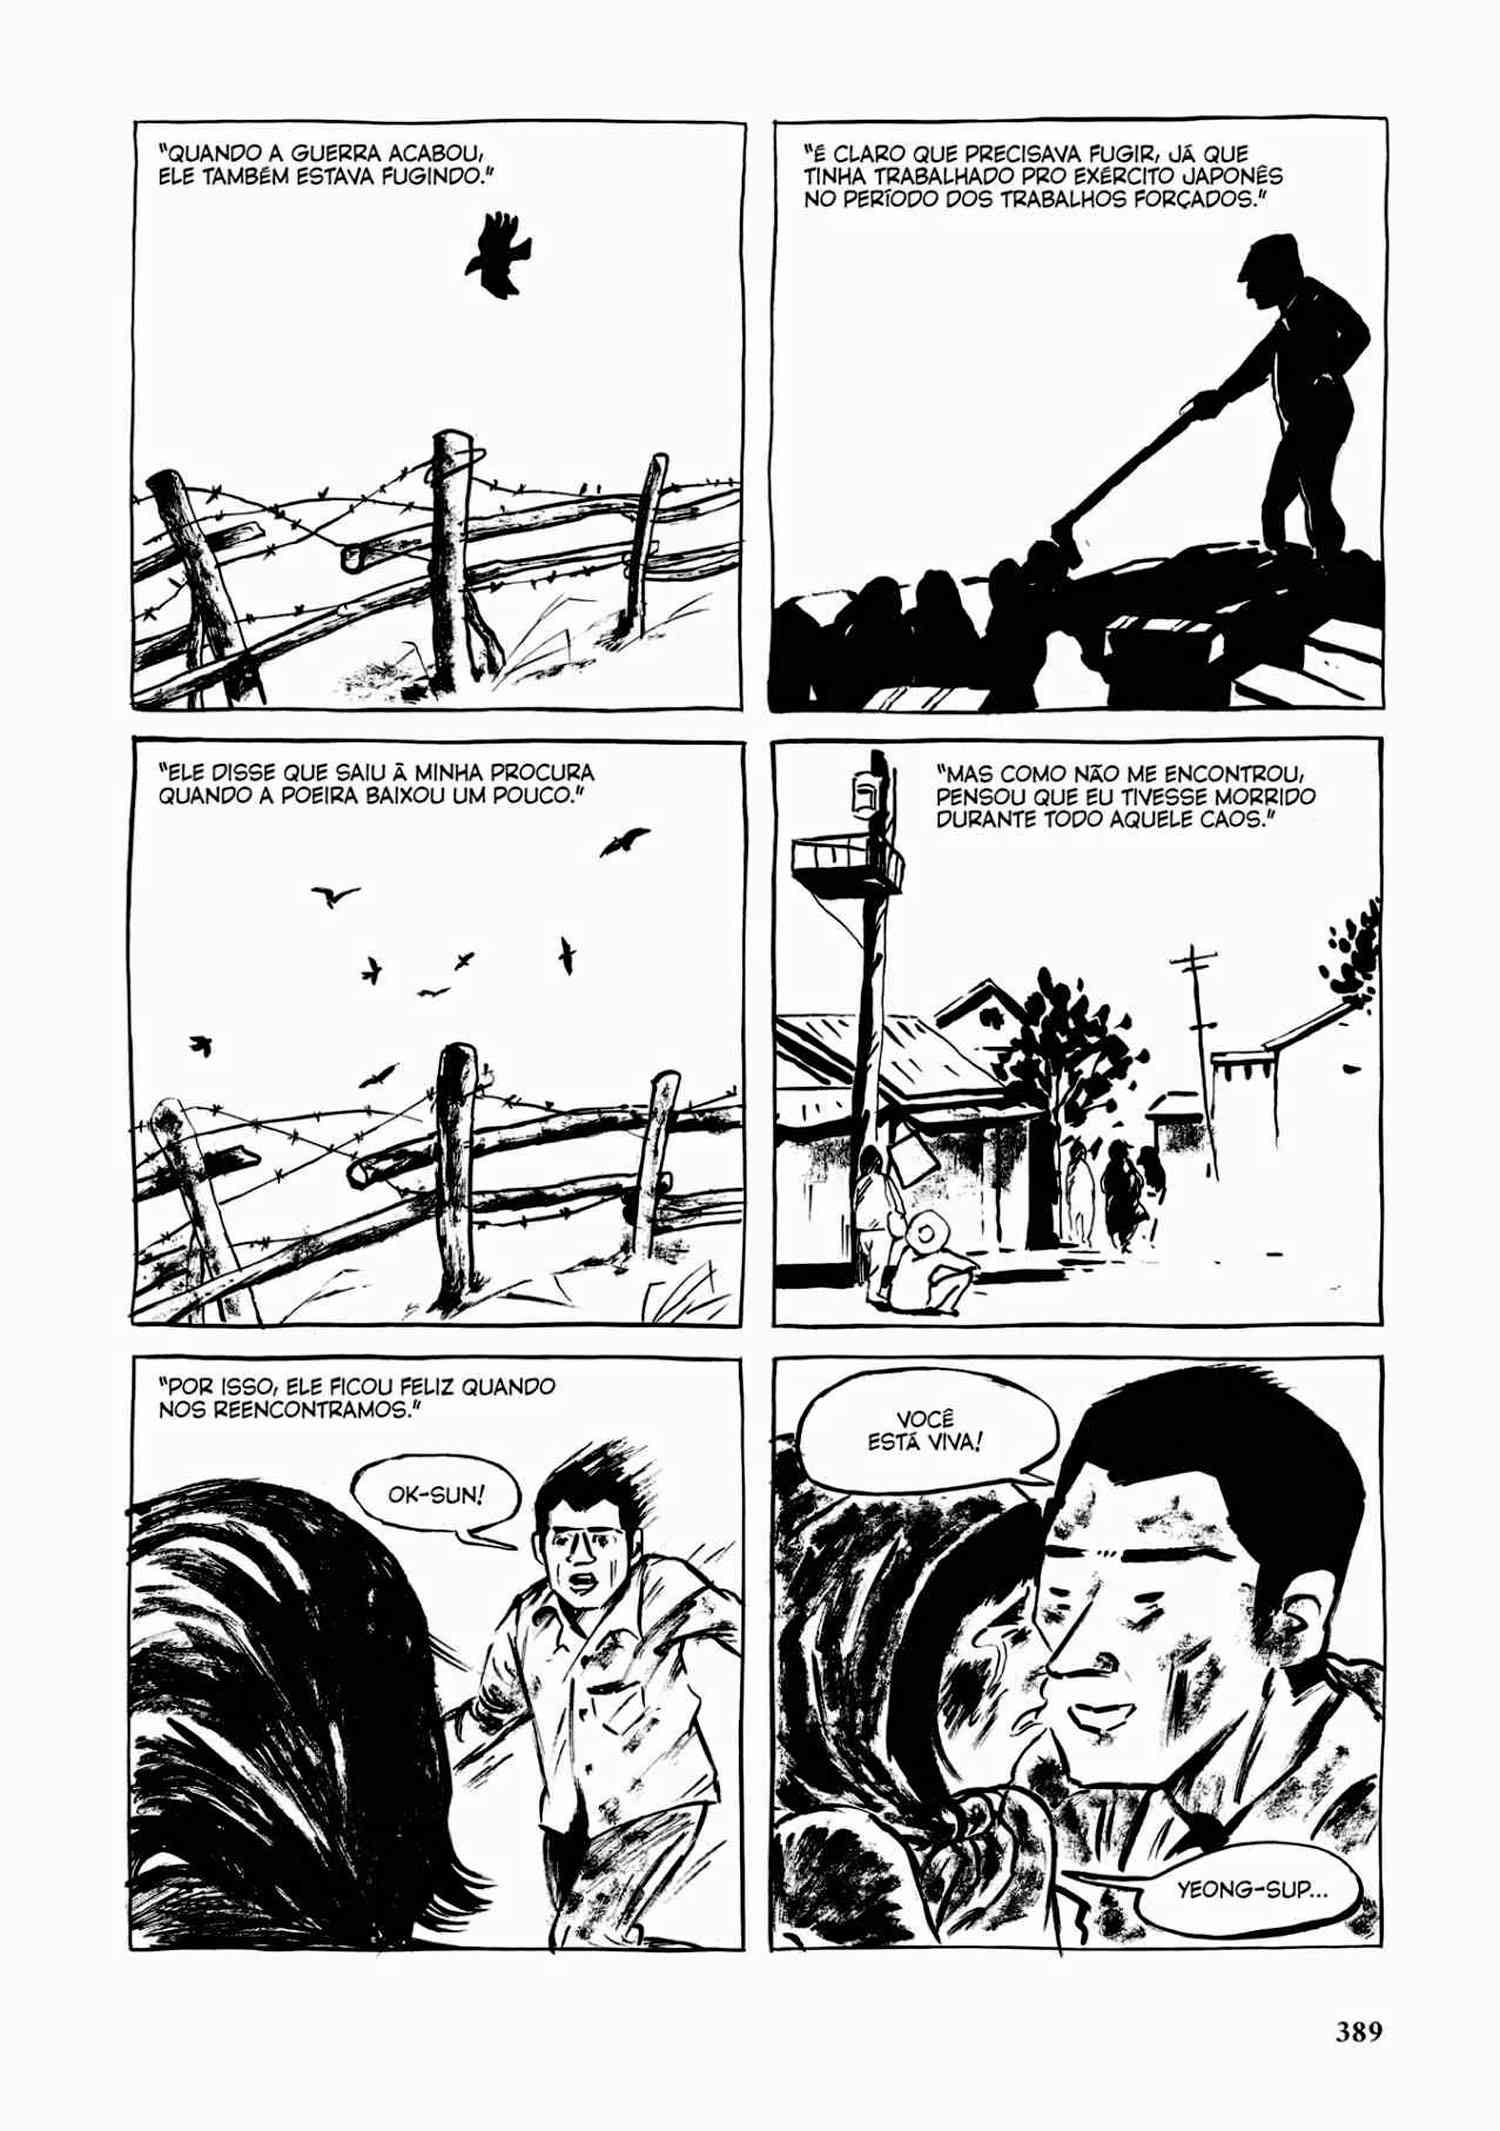 "QUANDO A GUERRA ACABOU,
ELE TAMBÉM ESTAVA FUGINDO."
"É CLARO QUE PRECISAVA FUGIR, JÁ QUE
TINHA TRABALHADO PRO EXÉRCITO JAPONÊS
NO PERÍODO DOS TRABALHOS FORÇADOS."
"ELE DISSE QUE SAIU À MINHA PROCURA
QUANDO A POEIRA BAIXOU UM POUCO."
"MAS COMO NÃO ME ENCONTROU,
PENSOU QUE EU TIVESSE MORRIDO
DURANTE TODO AQUELE CAOS."
"POR ISSO, ELE FICOU FELIZ QUANDO
NOS REENCONTRAMOS."
OK-SUN!
VOCÊ
ESTÁ VIVA!
YEONG-SUP...
389